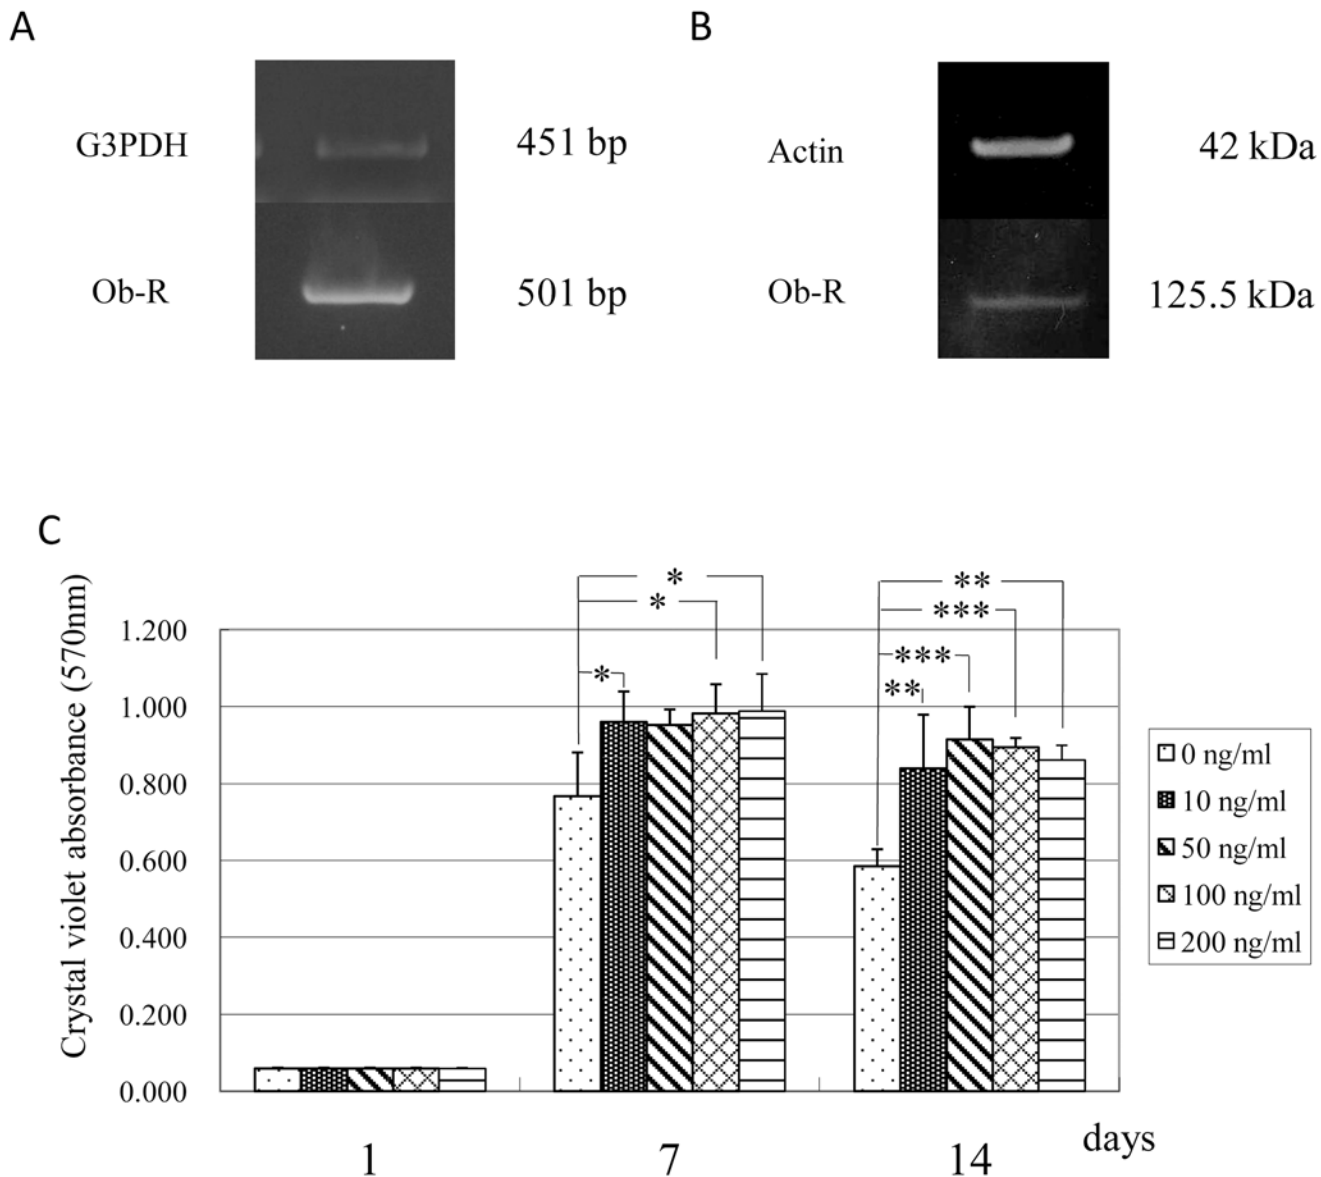 A
B
G3PDH
451 bp
Actin
42 kDa
Ob-R
501 bp
Ob-R
125.5 kDa
C
Crystal violet absorbance (570nm)
1.200
1.000
0.800
0.600
0.400
0.200
0.000
*
*
*
**
***
***
**
0 ng/ml
10 ng/ml
50 ng/ml
100 ng/ml
200 ng/ml
1
7
14
days